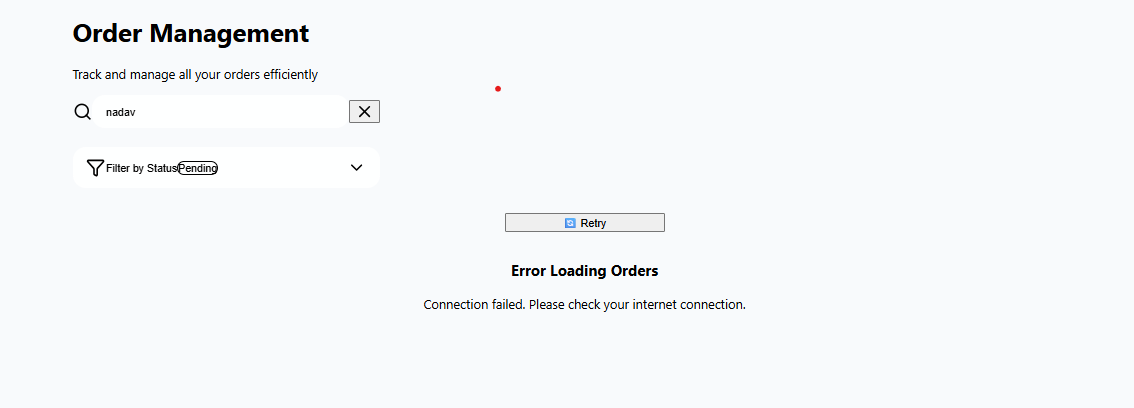 Order Management
Track and manage all your orders efficiently
nadav
Filter by Status Pending
Retry
Error Loading Orders
Connection failed. Please check your internet connection.